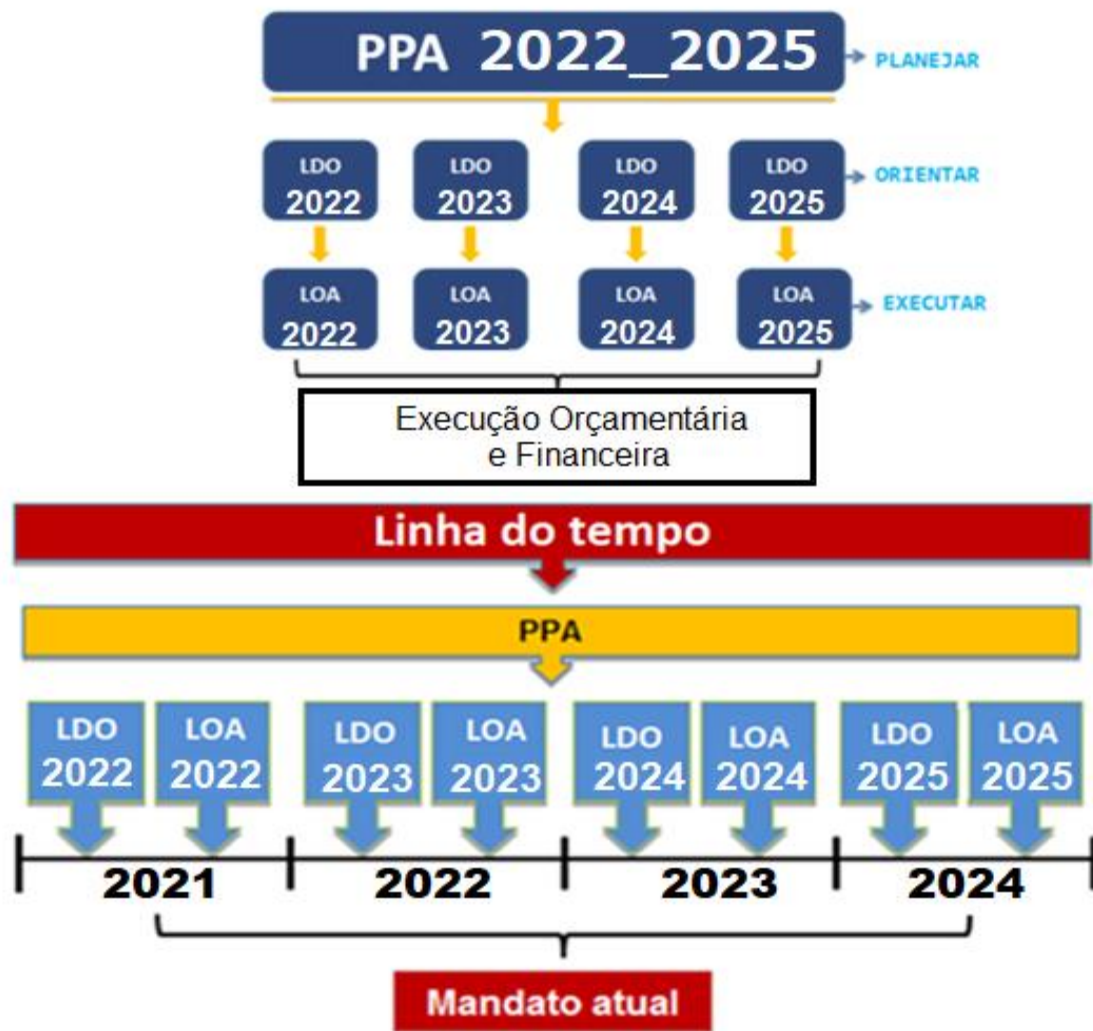 PPA 2022_2025
PLANEJAR
LDO LDO LDO LDO
2022 2023 2024 2025
ORIENTAR
LOA LOA LOA LOA
2022 2023 2024 2025
EXECUTAR
Execução Orçamentária
e Financeira
Linha do tempo
PPA
LDO LOA LDO LOA LDO LOA LDO LOA
2022 2022 2023 2023 2024 2024 2025 2025
2021 2022 2023 2024
Mandato atual